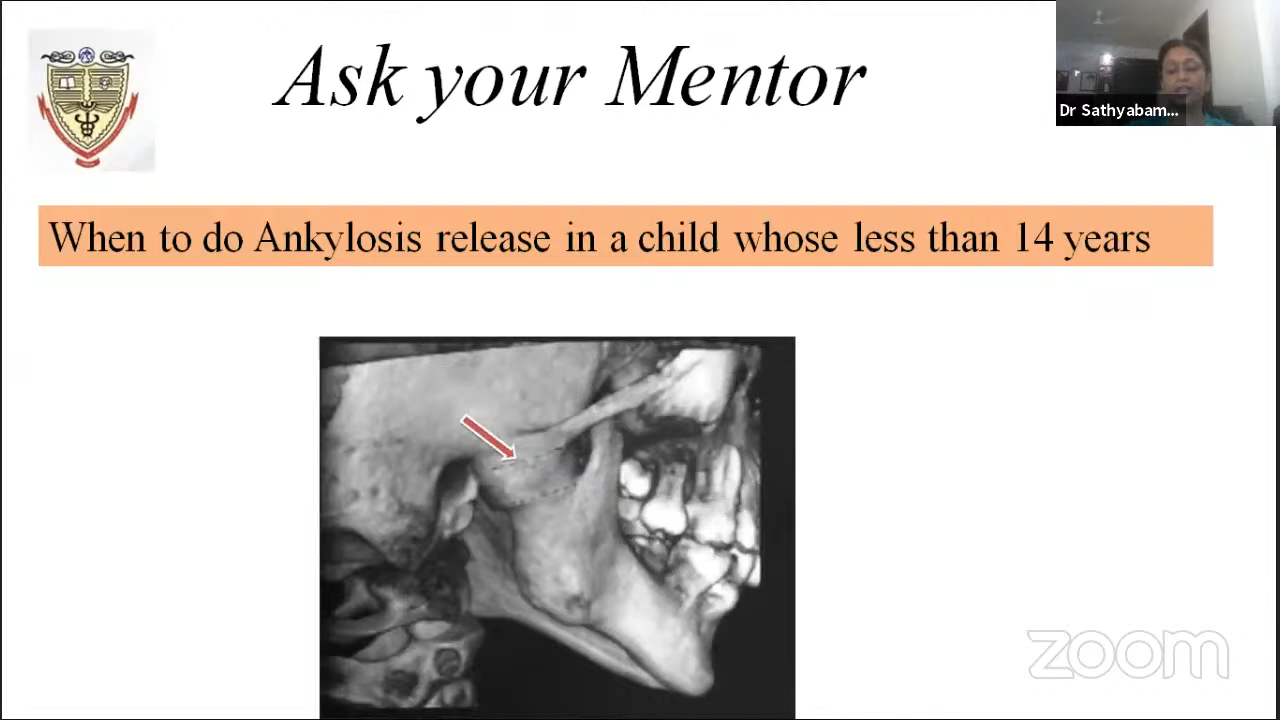 Ask your Mentor
Dr Sathyabam...
When to do Ankylosis release in a child whose less than 14 years
zoom